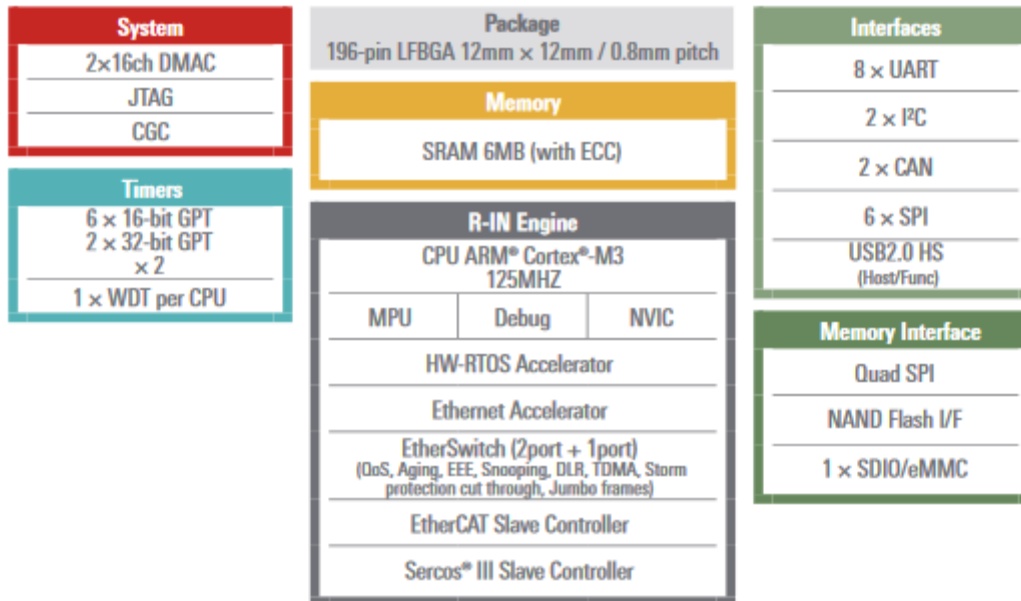 System
2×16ch DMAC
JTAG
CGC
Timers
6 × 16-bit GPT
2 × 32-bit GPT
× 2
1 × WDT per CPU
Package
196-pin LFBGA 12mm × 12mm / 0.8mm pitch
Memory
SRAM 6MB (with ECC)
R-IN Engine
CPU ARM® Cortex®-M3
125MHZ
MPU
Debug
NVIC
HW-RTOS Accelerator
Ethernet Accelerator
EtherSwitch (2port + 1port)
(QoS, Aging, EEE, Snooping, DLR, TDMA, Storm
protection cut through, Jumbo frames)
EtherCAT Slave Controller
Sercos® III Slave Controller
Interfaces
8 × UART
2 × I²C
2 × CAN
6 × SPI
USB2.0 HS
(Host/Func)
Memory Interface
Quad SPI
NAND Flash I/F
1 × SDIO/eMMC